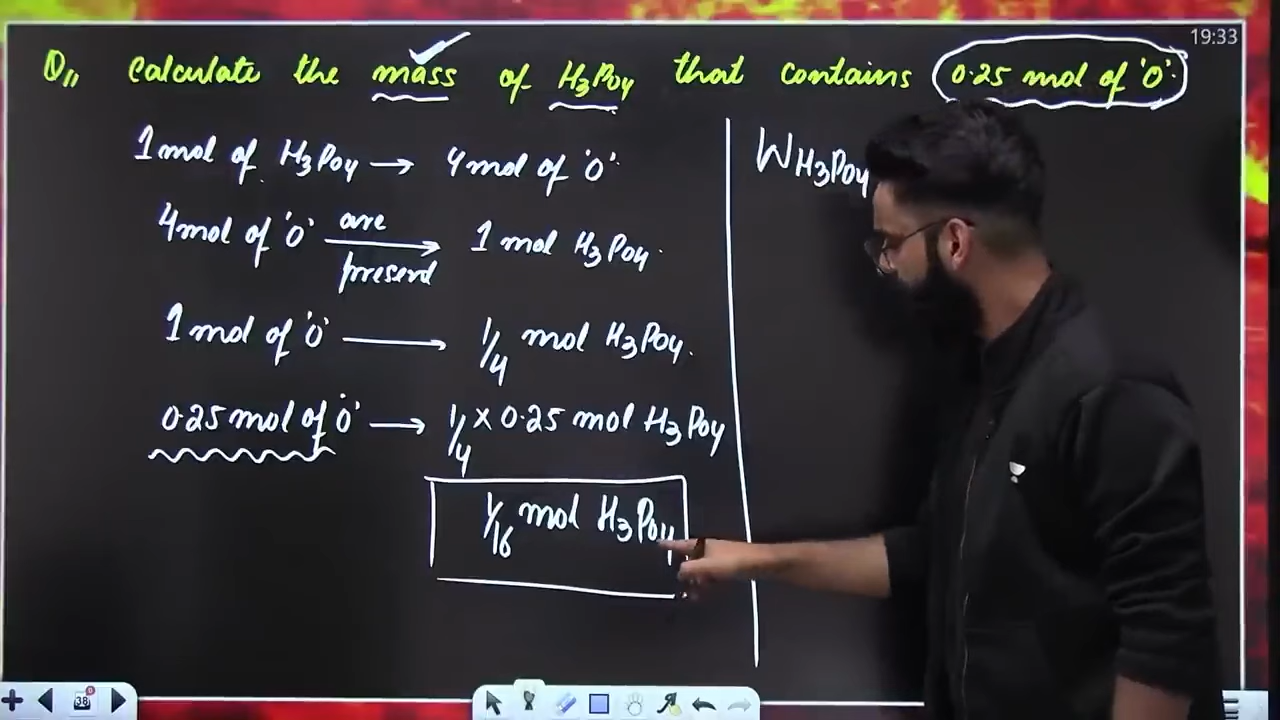 19:33
Q,, Calculate the mass of H3PO4 that contains 0.25 mol of 'O'.
1 mol of H3PO4 → 4 mol of 'O'.
4 mol of 'O' are present → 1 mol H3PO4.
1 mol of 'O' → 1/4 mol H3PO4.
0.25 mol of 'O' → 1/4 × 0.25 mol H3PO4
1/16 mol H3PO4
W H3PO4
38